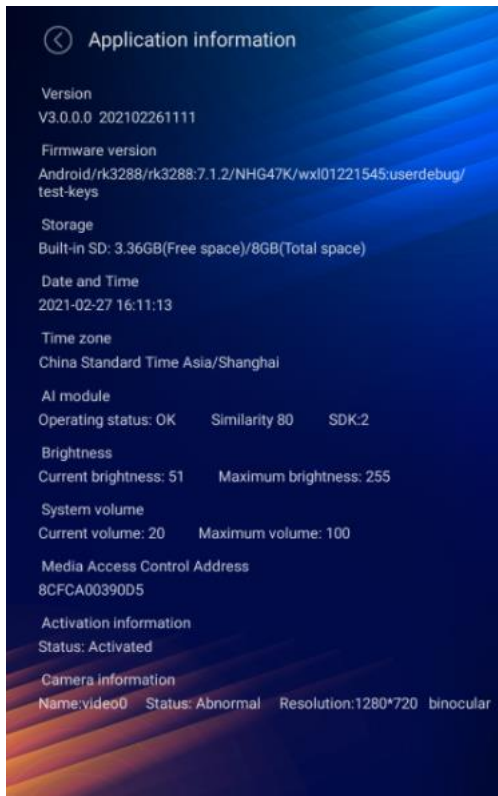 Application information
Version
V3.0.0.0 202102261111
Firmware version
Android/rk3288/rk3288:7.1.2/NHG47K/wxl01221545:userdebug/
test-keys
Storage
Built-in SD: 3.36GB(Free space)/8GB(Total space)
Date and Time
2021-02-27 16:11:13
Time zone
China Standard Time Asia/Shanghai
AI module
Operating status: OK Similarity 80 SDK:2
Brightness
Current brightness: 51 Maximum brightness: 255
System volume
Current volume: 20 Maximum volume: 100
Media Access Control Address
8CFCA00390D5
Activation information
Status: Activated
Camera information
Name:video0 Status: Abnormal Resolution:1280*720 binocular